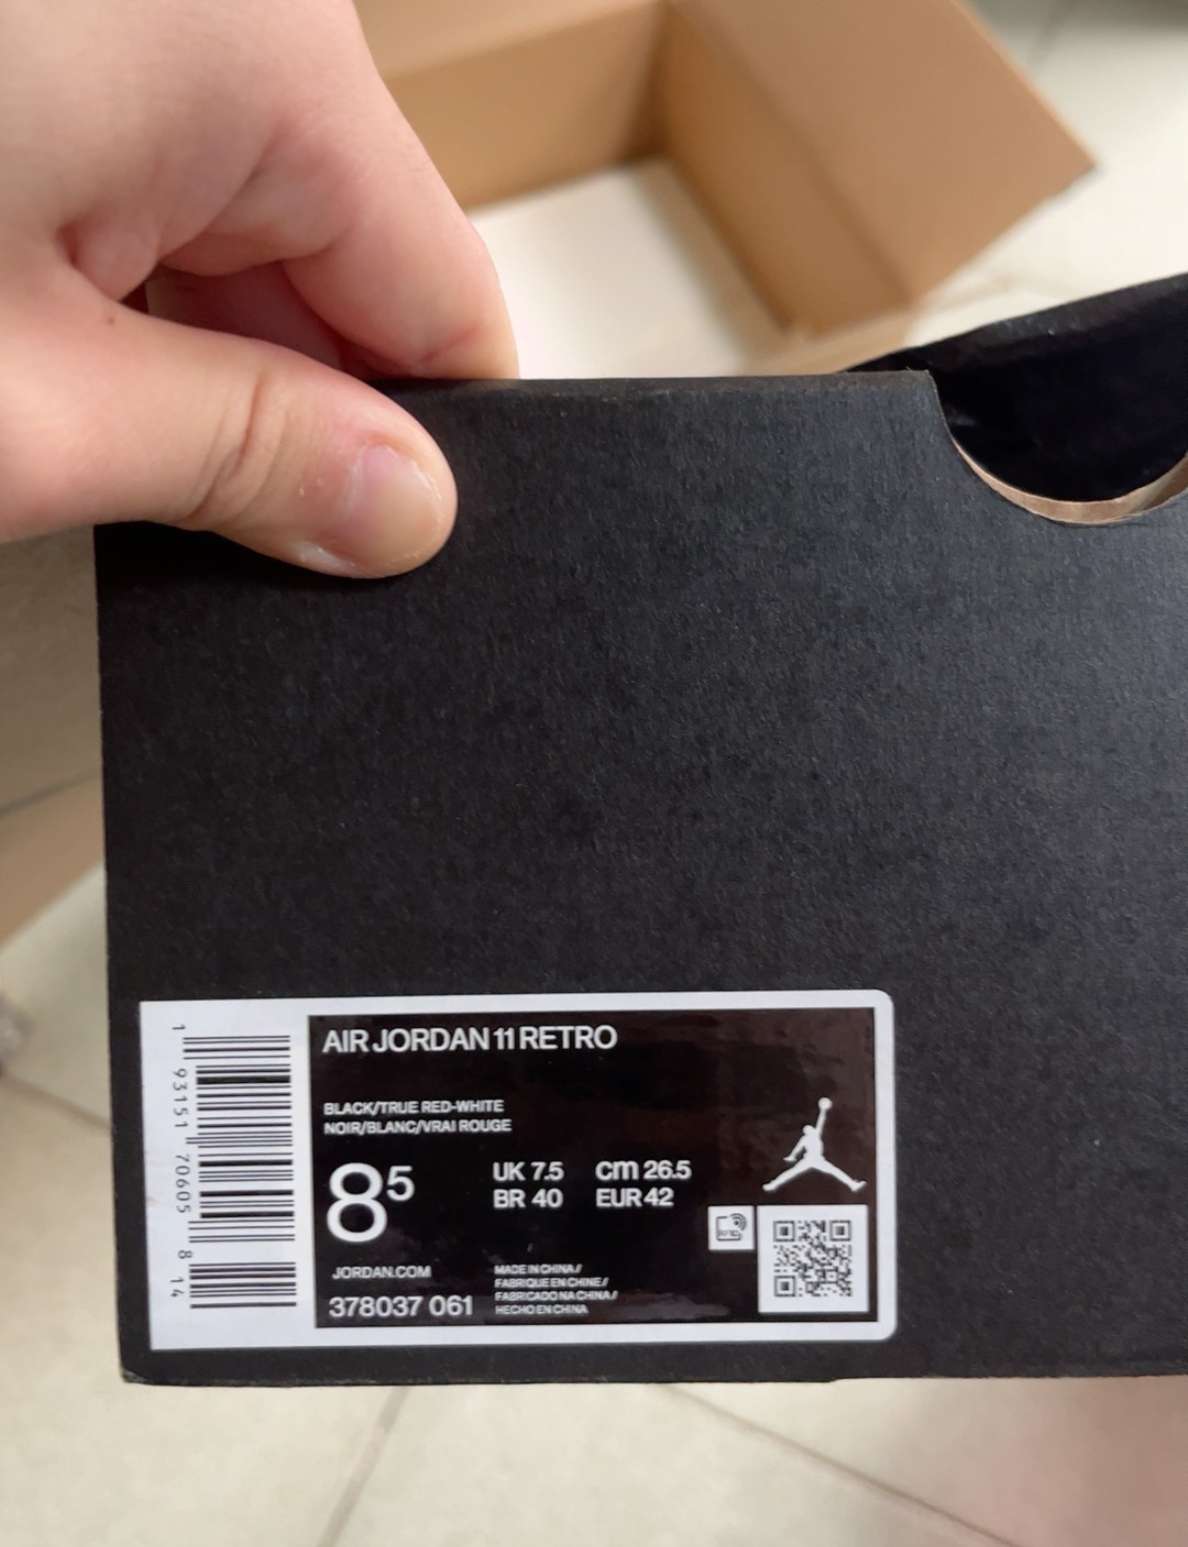 AIR JORDAN 11 RETRO
BLACK/TRUE RED-WHITE
NOIR/BLANC/VRAI ROUGE
8⁵
UK 7.5 cm 26.5
BR 40 EUR 42
JORDAN.COM
378037 061
MADE IN CHINA/
FABRIQUE EN CHINE/
FABRICADO NA CHINA/
HECHO EN CHINA
1 93151 70605 8 14